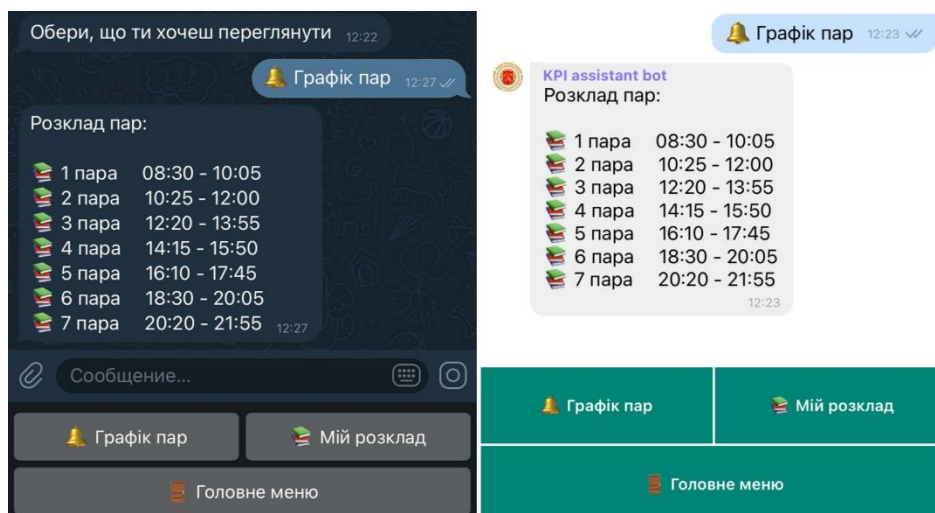 Обери, що ти хочеш переглянути 12:22
🔔 Графік пар 12:27
Розклад пар:
📚 1 пара 08:30 - 10:05
📚 2 пара 10:25 - 12:00
📚 3 пара 12:20 - 13:55
📚 4 пара 14:15 - 15:50
📚 5 пара 16:10 - 17:45
📚 6 пара 18:30 - 20:05
📚 7 пара 20:20 - 21:55 12:27
Сообщение...
🔔 Графік пар
📚 Мій розклад
🚪 Головне меню
🔔 Графік пар 12:23
KPI assistant bot
Розклад пар:
📚 1 пара 08:30 - 10:05
📚 2 пара 10:25 - 12:00
📚 3 пара 12:20 - 13:55
📚 4 пара 14:15 - 15:50
📚 5 пара 16:10 - 17:45
📚 6 пара 18:30 - 20:05
📚 7 пара 20:20 - 21:55
12:23
🔔 Графік пар
📚 Мій розклад
🚪 Головне меню